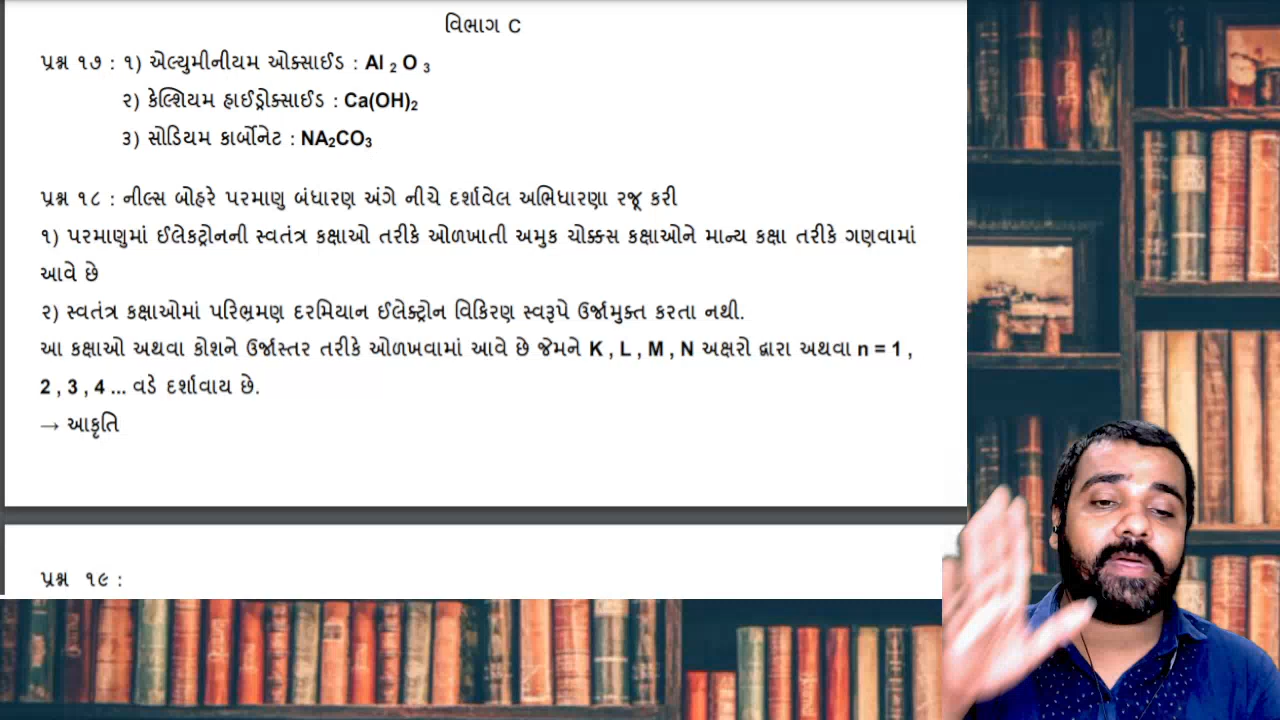 વિભાગ C
પ્રશ્ન ૧૭ : ૧) એલ્યુમીનીયમ ઓક્સાઈડ : Al ₂ O ₃
૨) કેલ્શિયમ હાઈડ્રોક્સાઈડ : Ca(OH)₂
૩) સોડિયમ કાર્બોનેટ : NA₂CO₃
પ્રશ્ન ૧૮ : નીલ્સ બોહરે પરમાણુ બંધારણ અંગે નીચે દર્શાવેલ અભિધારણા રજૂ કરી
૧) પરમાણુમાં ઈલેકટ્રોનની સ્વતંત્ર કક્ષાઓ તરીકે ઓળખાતી અમુક ચોક્ક્સ કક્ષાઓને માન્ય કક્ષા તરીકે ગણવામાં
આવે છે
૨) સ્વતંત્ર કક્ષાઓમાં પરિભ્રમણ દરમિયાન ઈલેક્ટ્રોન વિકિરણ સ્વરૂપે ઉર્જામુક્ત કરતા નથી.
આ કક્ષાઓ અથવા કોશને ઉર્જાસ્તર તરીકે ઓળખવામાં આવે છે જેમને K , L , M , N અક્ષરો દ્વારા અથવા n = 1 ,
2 , 3 , 4 ... વડે દર્શાવાય છે.
→ આકૃતિ
પ્રશ્ન ૧૯ :